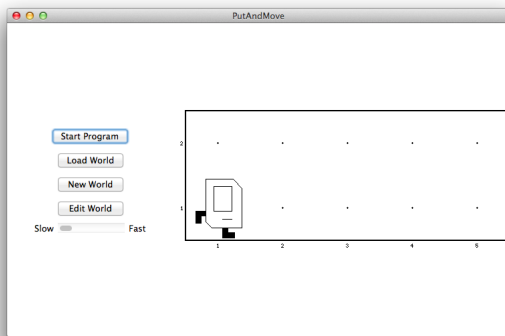 PutAndMove
Start Program
Load World
New World
Edit World
Slow Fast
2
1
1 2 3 4 5